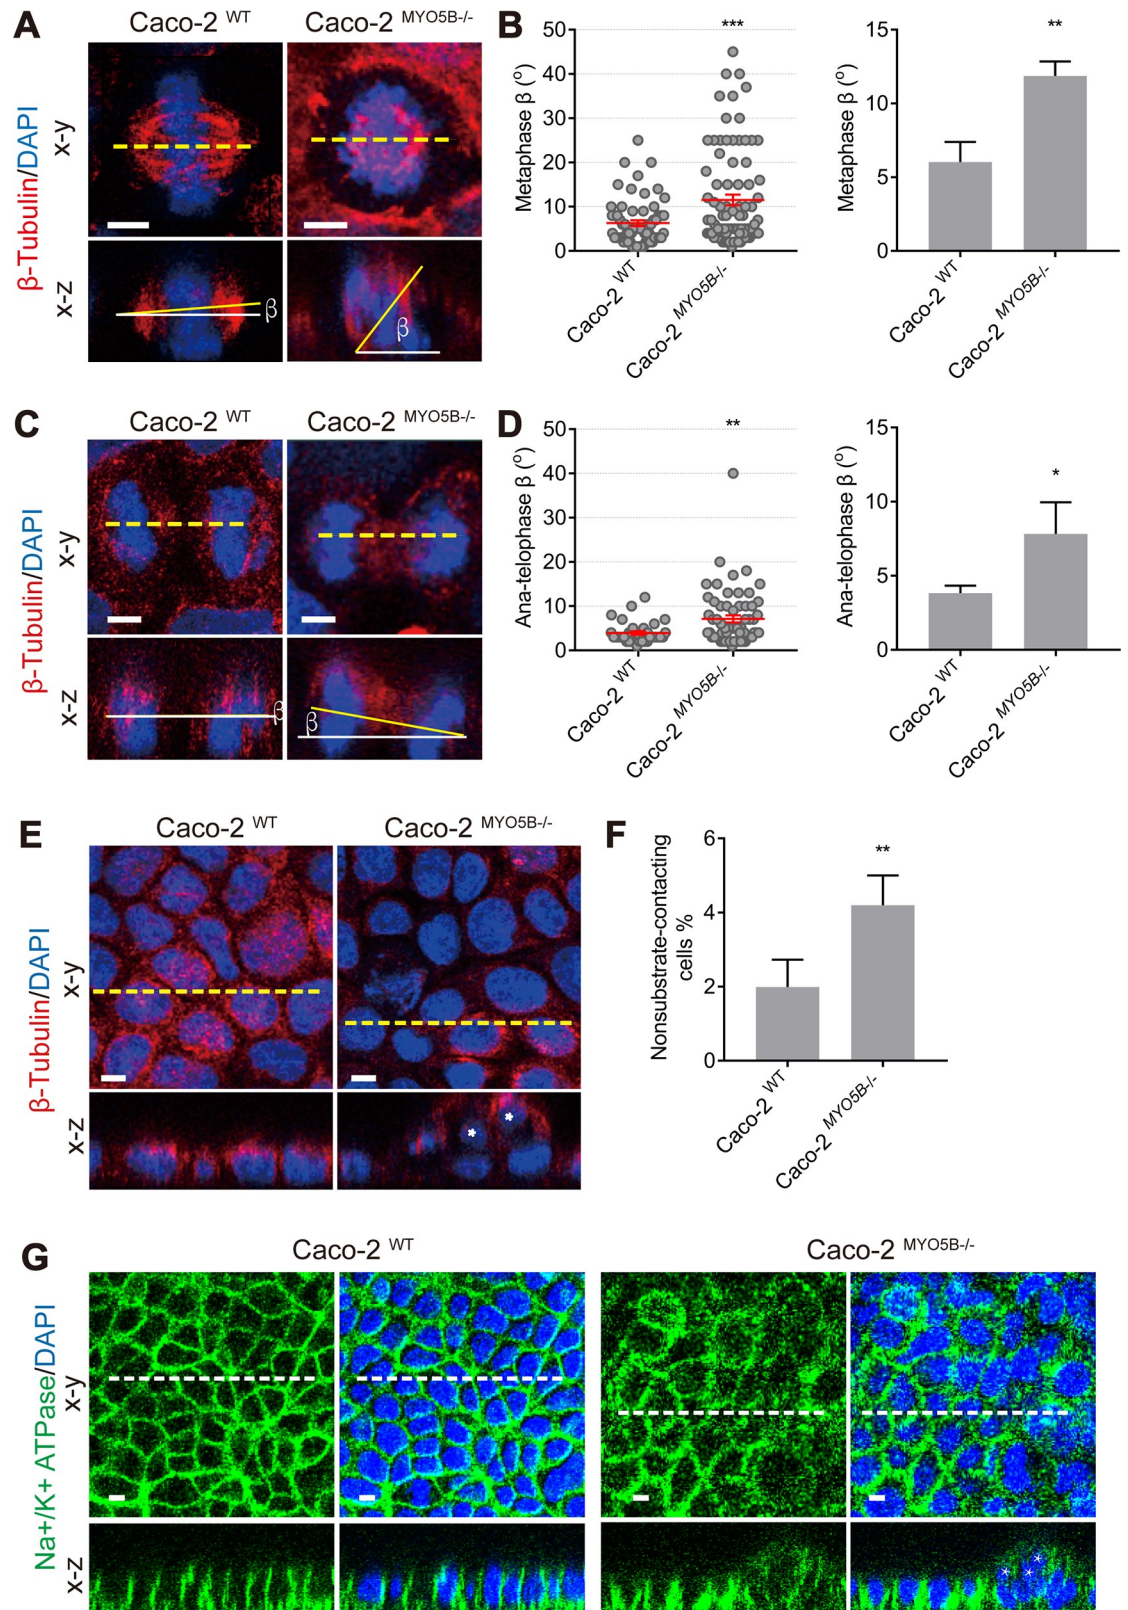 A
Caco-2 WT
Caco-2 MYO5B-/-
β-Tubulin/DAPI
x-y
x-z
β
β
B
Metaphase β (º)
50
40
30
20
10
0
***
Caco-2 WT
Caco-2 MYO5B-/-
Metaphase β (º)
15
10
5
0
**
Caco-2 WT
Caco-2 MYO5B-/-
C
Caco-2 WT
Caco-2 MYO5B-/-
β-Tubulin/DAPI
x-y
x-z
β
β
D
Ana-telophase β (º)
50
40
30
20
10
0
**
Caco-2 WT
Caco-2 MYO5B-/-
Ana-telophase β (º)
15
10
5
0
*
Caco-2 WT
Caco-2 MYO5B-/-
E
Caco-2 WT
Caco-2 MYO5B-/-
β-Tubulin/DAPI
x-y
x-z
*
*
F
Nonsubstrate-contacting
cells %
6
4
2
0
**
Caco-2 WT
Caco-2 MYO5B-/-
G
Caco-2 WT
Caco-2 MYO5B-/-
Na+/K+ ATPase/DAPI
x-y
x-z
*
*
*